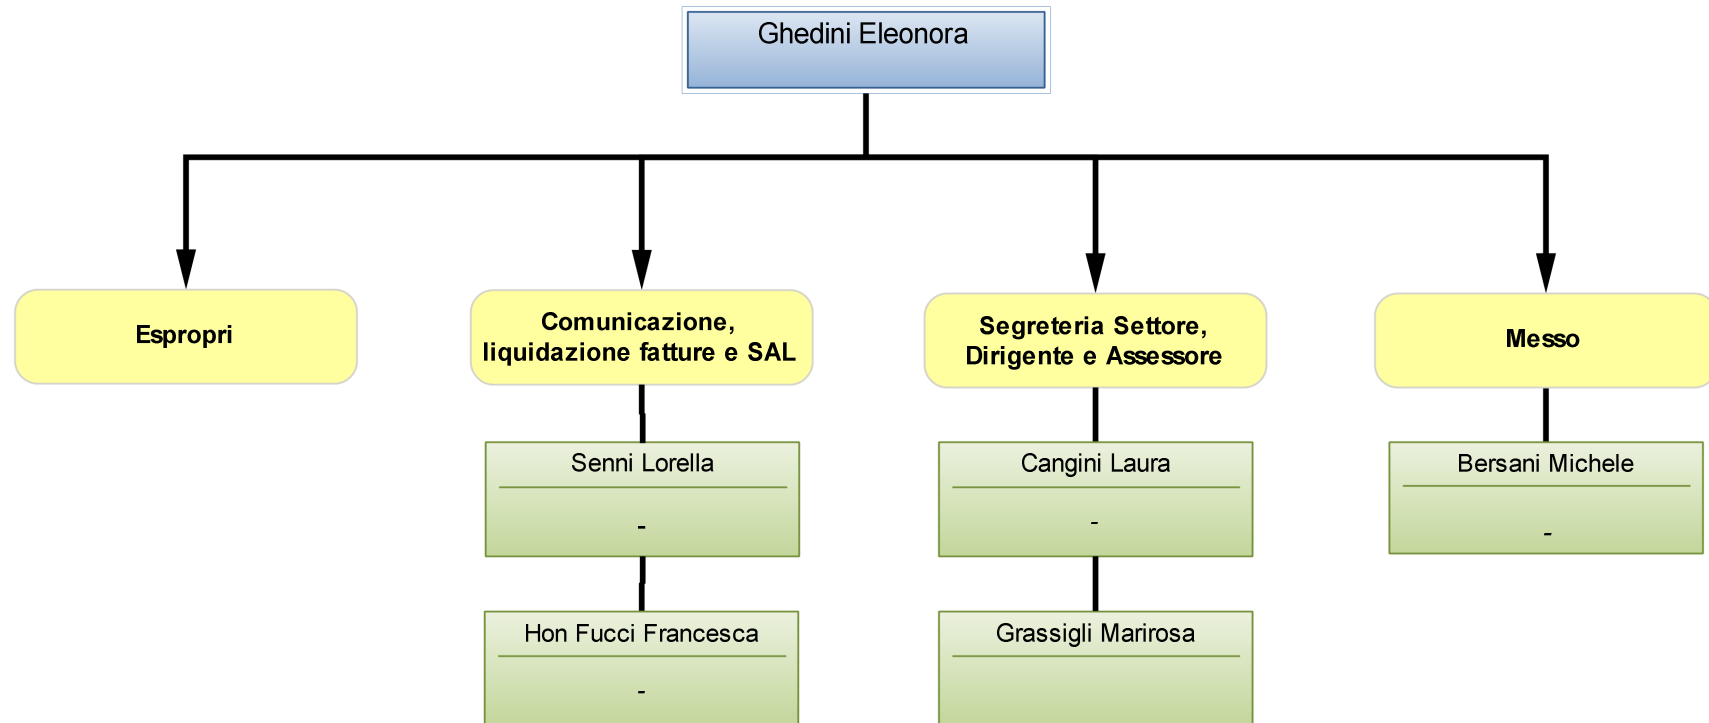 Ghedini Eleonora
Espropri
Comunicazione,
liquidazione fatture e SAL
Segreteria Settore,
Dirigente e Assessore
Messo
Senni Lorella
-
Cangini Laura
-
Bersani Michele
-
Hon Fucci Francesca
-
Grassigli Marirosa